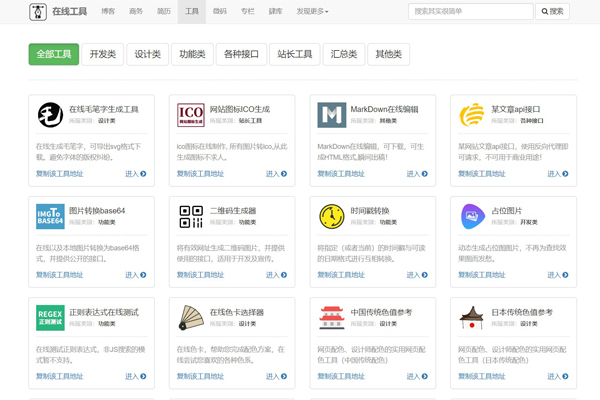 在线工具 博客 商务 简历 工具 微码 专栏 肆库 发现更多 搜索其实很简单 搜索
全部工具 开发类 设计类 功能类 各种接口 站长工具 汇总类 其他类
毛
在线毛笔字生成工具
所属类别：设计类
在线生成毛笔字，可导出svg格式下
载。避免字体的版权纠纷。
复制该工具地址 进入
ICO
网站图标生成
网站图标ICO生成
所属类别：站长工具
ico图标在线制作, 所有图片转ico,从此
生成图标不求人。
复制该工具地址 进入
M
MarkDown在线编辑
所属类别：其他类
MarkDown在线编辑，可下载，可生
成HTML格式,瞬间出稿！
复制该工具地址 进入
某文章api接口
所属类别：各种接口
某网站文章api接口，使用反向代理即
可请求，不可用于商业用途！
复制该工具地址 进入
IMGTo
BASE64
图片转换base64
所属类别：功能类
在线以及本地图片转换为base64格
式，并提供公开的接口。
复制该工具地址 进入
二维码生成器
所属类别：功能类
将有效网址生成二维码图片，并提供
使用的接口，适用于开发及宣传。
复制该工具地址 进入
时间戳转换
所属类别：功能类
将指定（或者当前）的时间戳与可读
的日期格式进行互相转换。
复制该工具地址 进入
占位图片
所属类别：开发类
动态生成占位图图片，不再为查找效
果图而发愁。
复制该工具地址 进入
REGEX
正则测试
正则表达式在线测试
所属类别：功能类
在线测试正则表达式，非JS搜索的模
式暂不支持。
复制该工具地址 进入
在线色卡选择器
所属类别：设计类
在线色卡，帮助您完成配色方案，在
线尝试您喜欢的各种色系。
复制该工具地址 进入
中国传统色值参考
所属类别：设计类
网页配色、设计师配色的实用网页配
色工具（中国传统配色）
复制该工具地址 进入
日本传统色值参考
所属类别：设计类
网页配色、设计师配色的实用网页配
色工具（日本传统配色）
复制该工具地址 进入